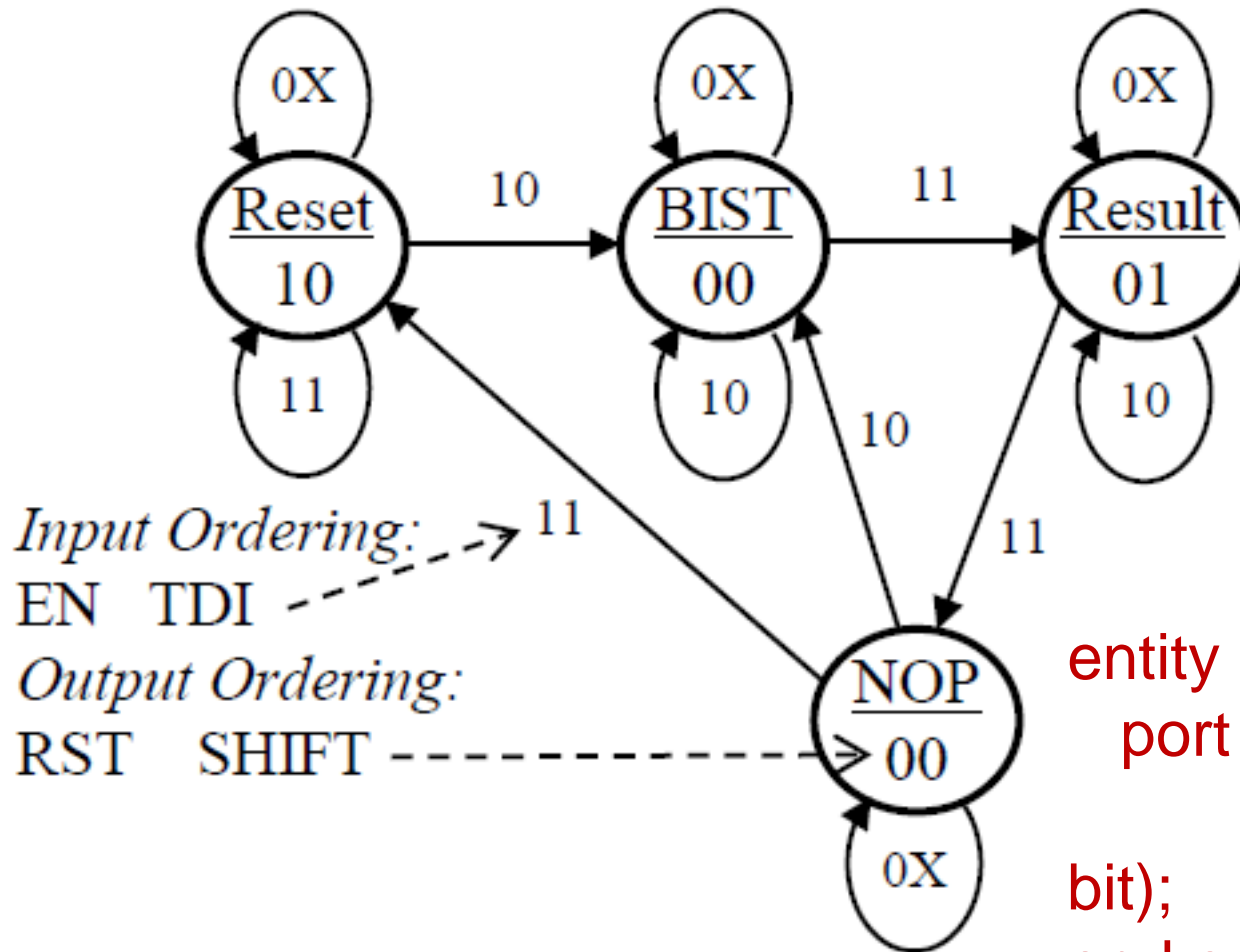 0X
0X
0X
Reset
10
10
BIST
00
11
Result
01
11
10
10
10
11
11
Input Ordering:
EN TDI
Output Ordering:
RST SHIFT
NOP
00
0X
entity
port
bit);